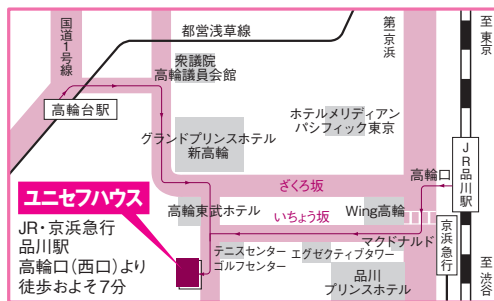 国道1号線
都営浅草線
第一京浜
至東京
衆議院
高輪議員会館
高輪台駅
ホテルメリディアン
パシフィック東京
グランドプリンスホテル
新高輪
高輪口
JR品川駅
ざくろ坂
ユニセフハウス
高輪東武ホテル
いちょう坂
Wing高輪
京浜急行
JR・京浜急行
品川駅
高輪口(西口)より
徒歩およそ7分
テニスセンター
ゴルフセンター
エグゼクティブタワー
マクドナルド
品川
プリンスホテル
至渋谷